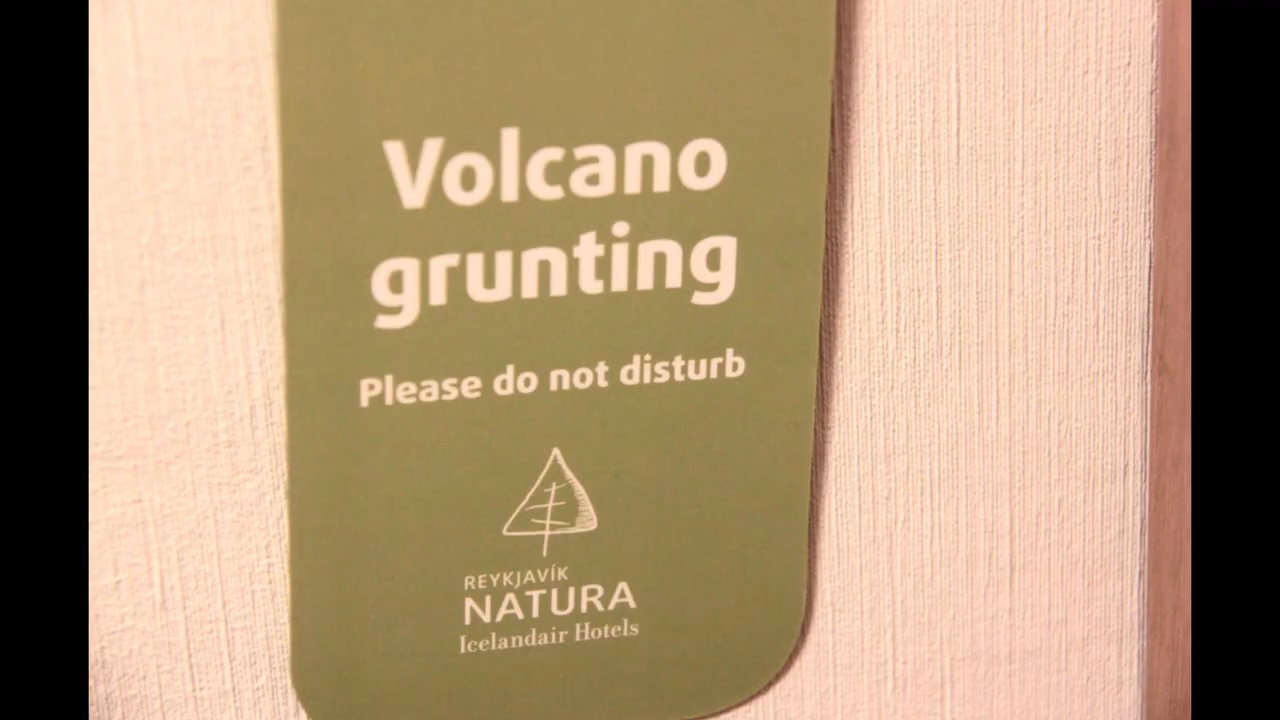 Volcano
grunting
Please do not disturb
REYKJAVÍK
NATURA
Icelandair Hotels